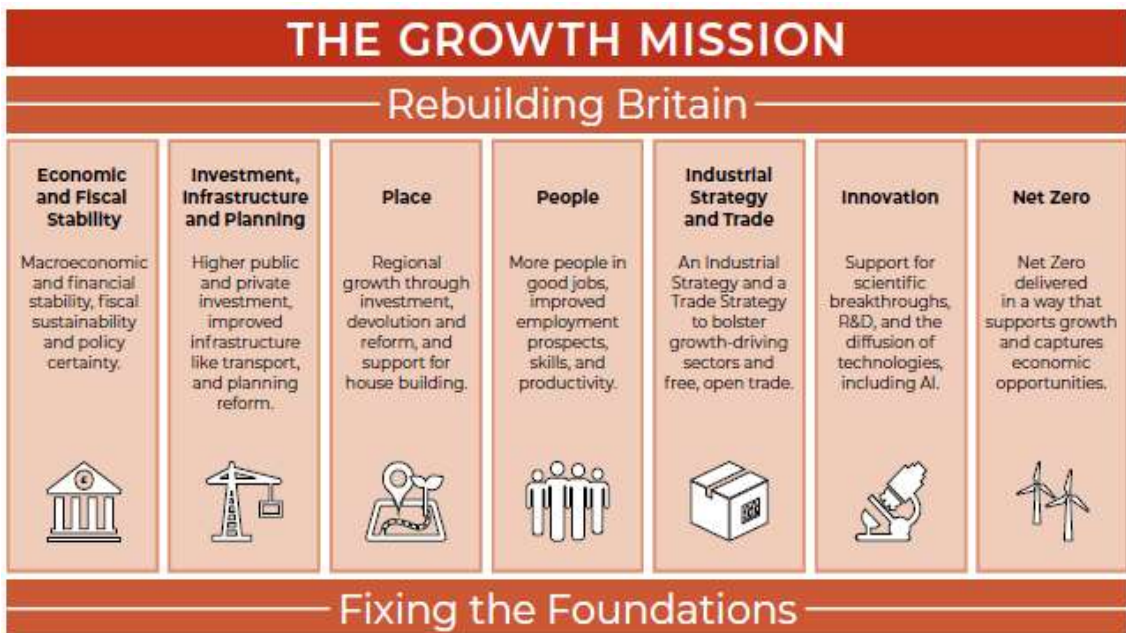 THE GROWTH MISSION
Rebuilding Britain
Economic
and Fiscal
Stability
Macroeconomic
and financial
stability, fiscal
sustainability
and policy
certainty.
Investment,
Infrastructure
and Planning
Higher public
and private
investment,
improved
infrastructure
like transport,
and planning
reform.
Place
Regional
growth through
investment,
devolution and
reform, and
support for
house building.
People
More people in
good jobs,
improved
employment
prospects,
skills, and
productivity.
Industrial
Strategy
and Trade
An Industrial
Strategy and a
Trade Strategy
to bolster
growth-driving
sectors and
free, open trade.
Innovation
Support for
scientific
breakthroughs,
R&D, and the
diffusion of
technologies,
including AI.
Net Zero
Net Zero
delivered
in a way that
supports growth
and captures
economic
opportunities.
Fixing the Foundations